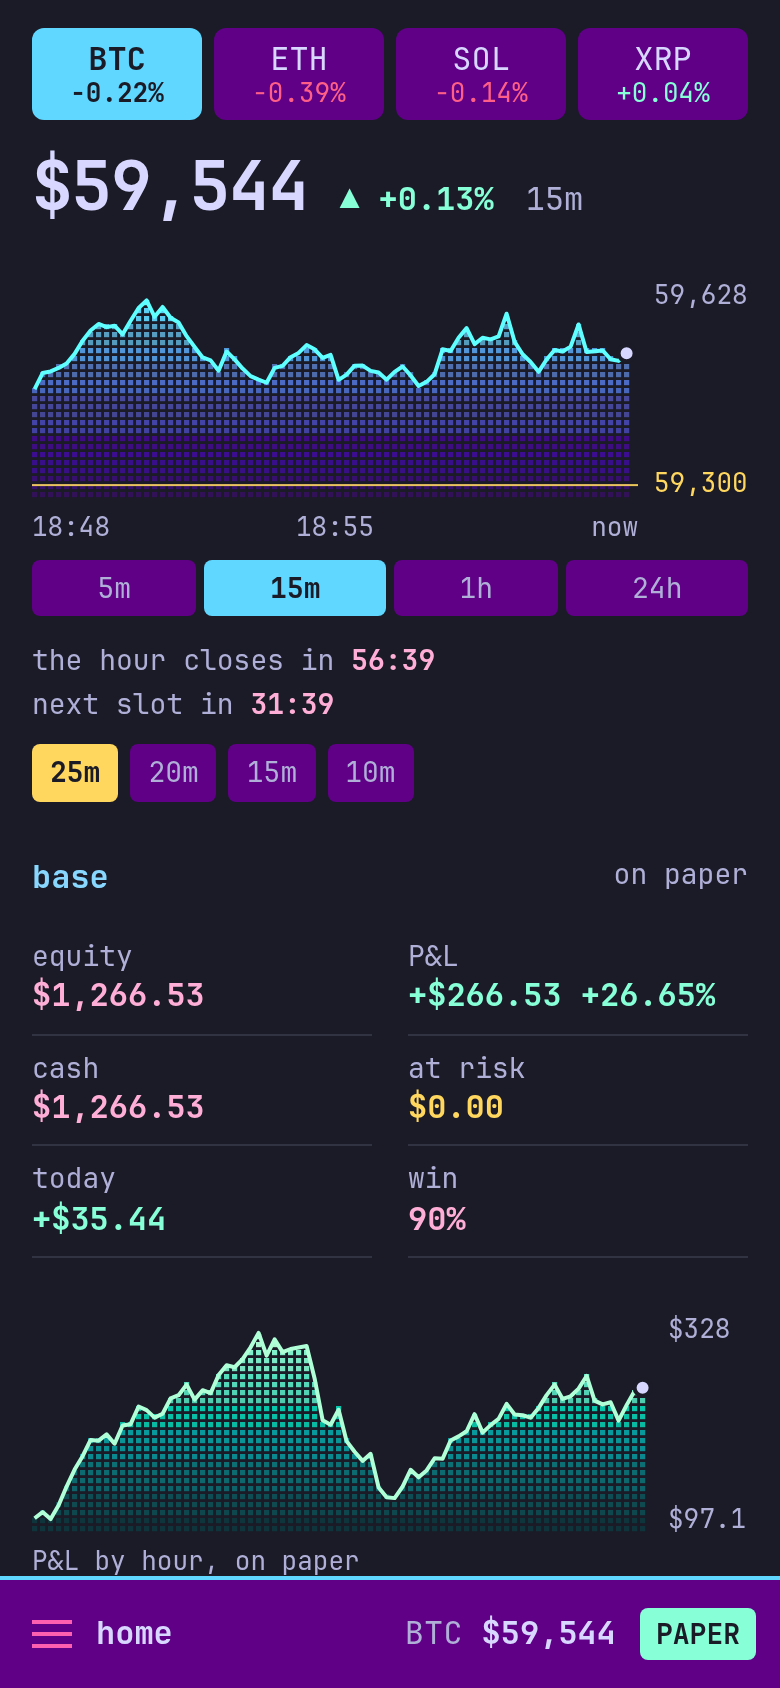 BTC ETH SOL XRP
-0.22% -0.39% -0.14% +0.04%
$59,544 ▲ +0.13% 15m
59,628
59,300
18:48 18:55 now
5m 15m 1h 24h
the hour closes in 56:39
next slot in 31:39
25m 20m 15m 10m
base on paper
equity P&L
$1,266.53 +$266.53 +26.65%
cash at risk
$1,266.53 $0.00
today win
+$35.44 90%
$328
$97.1
P&L by hour, on paper
home BTC $59,544 PAPER